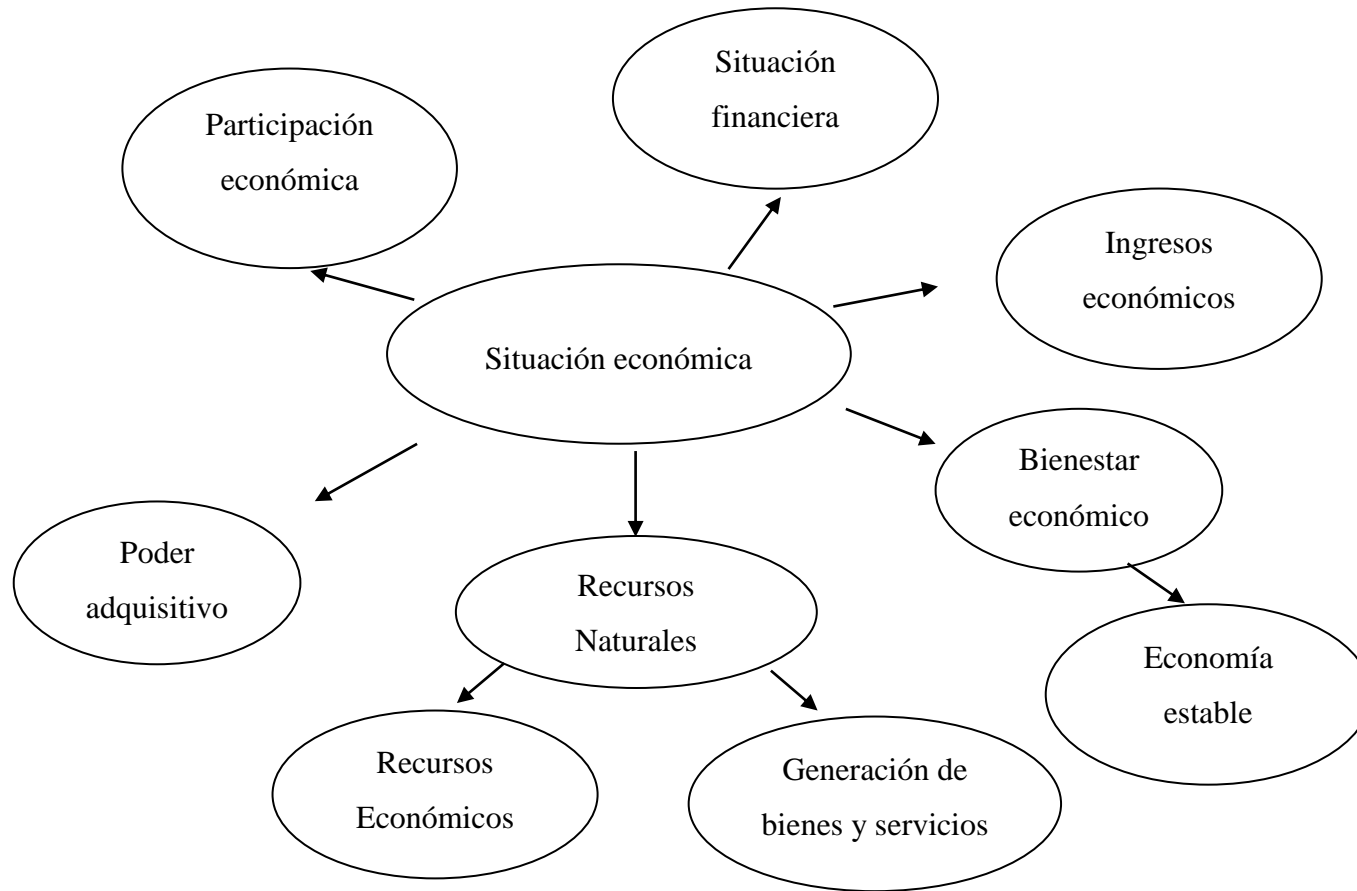 Situación
financiera
Participación
económica
Ingresos
económicos
Situación económica
Bienestar
económico
Poder
adquisitivo
Recursos
Naturales
Economía
estable
Recursos
Económicos
Generación de
bienes y servicios